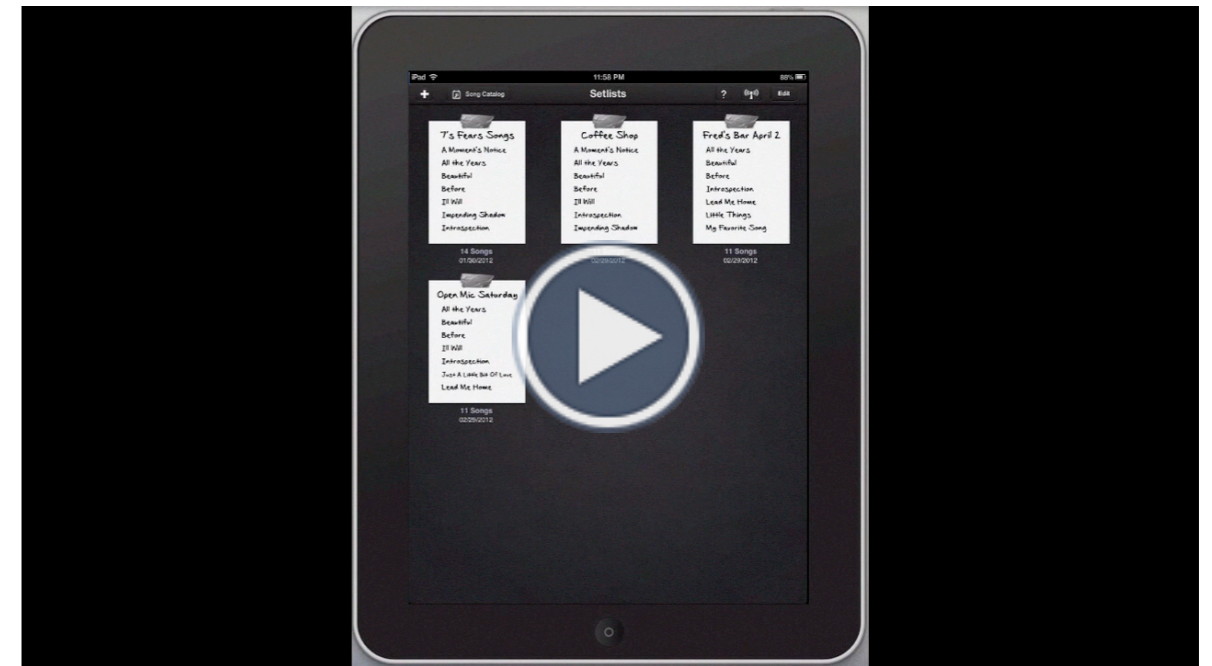 iPad 11:58 PM 88%
Song Catalog Setlists ? Edit
7's Fears Songs
A Moment's Notice
All the Years
Beautiful
Before
Ill Will
Impending Shadow
Introspection
14 Songs
01/30/2012
Coffee Shop
A Moment's Notice
All the Years
Beautiful
Before
Ill Will
Introspection
Impending Shadow
Fred's Bar April 2
All the Years
Beautiful
Before
Introspection
Lead Me Home
Little Things
My Favorite Song
11 Songs
02/29/2012
Open Mic Saturday
All the Years
Beautiful
Before
Ill Will
Introspection
Just A Little Bit Of Love
Lead Me Home
11 Songs